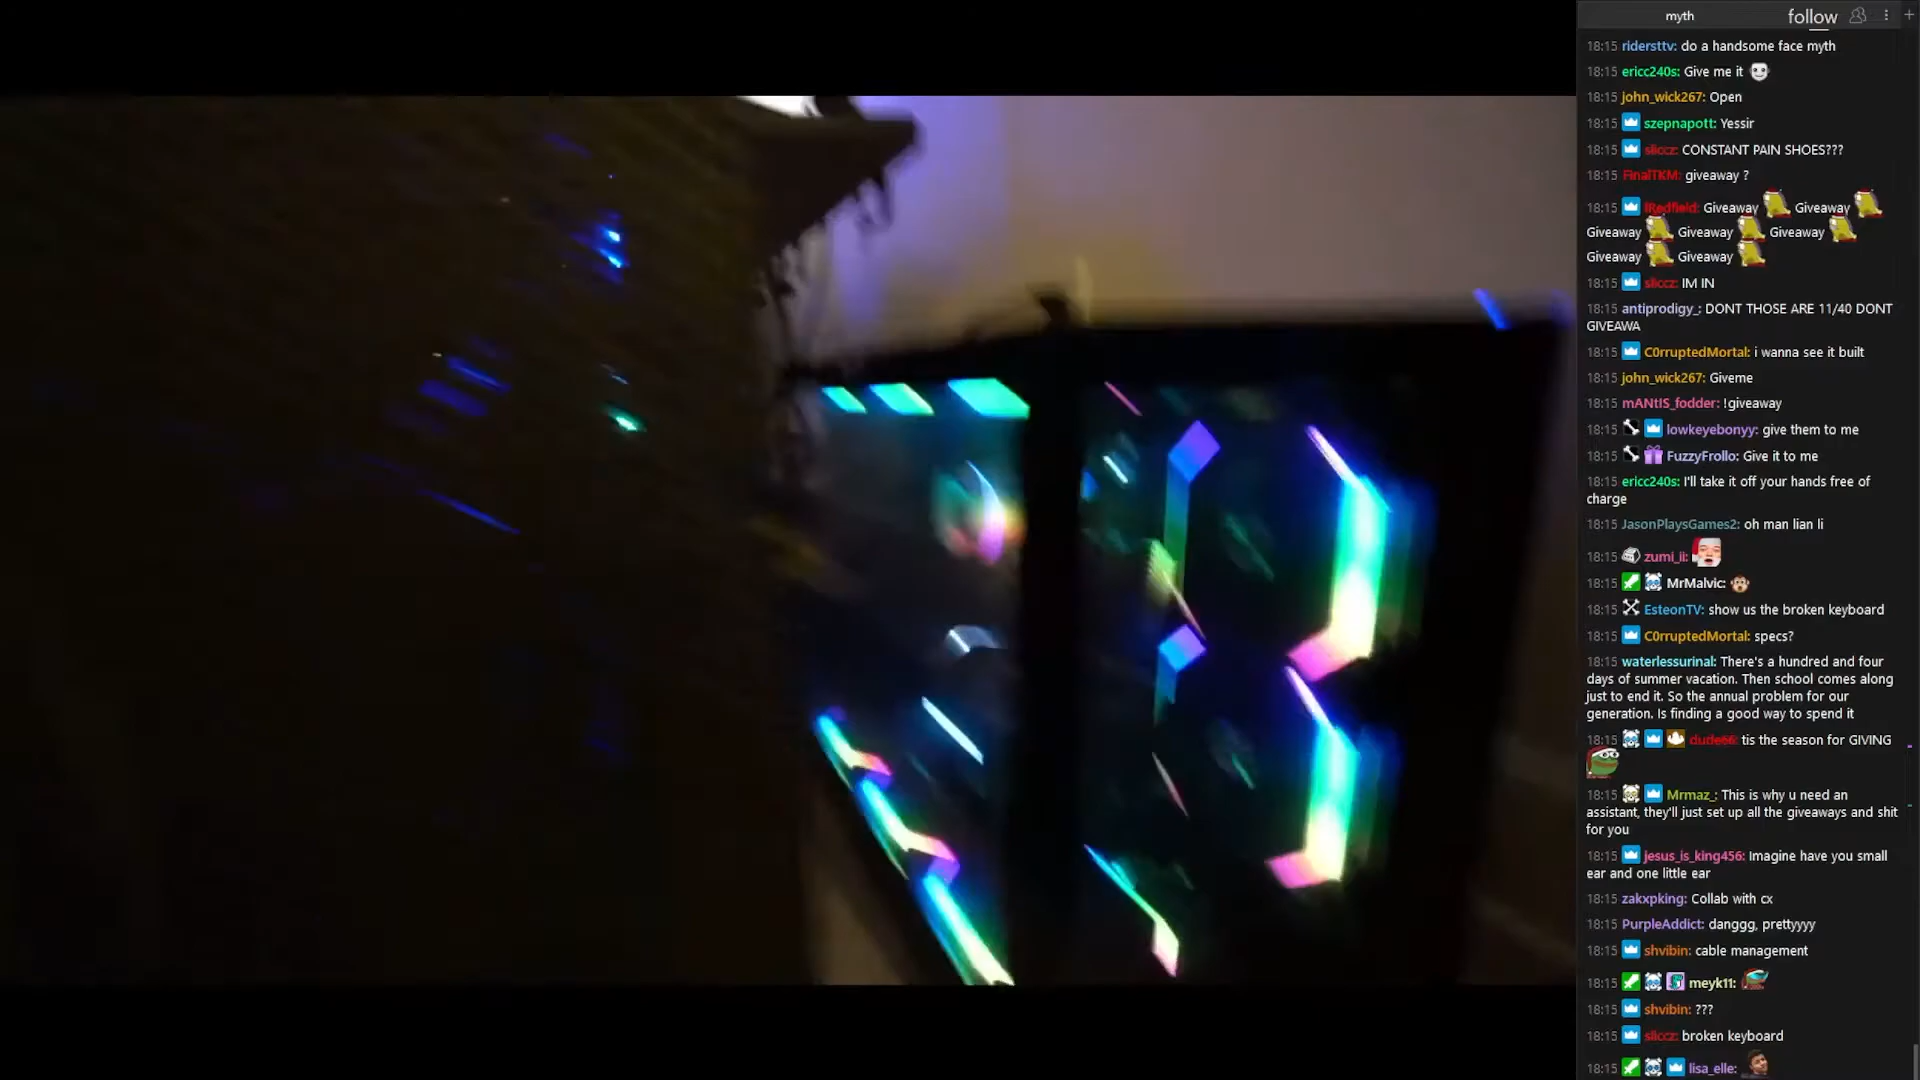 myth
follow
18:15 ridersttv: do a handsome face myth
18:15 ericc240s: Give me it
18:15 john_wick267: Open
18:15 szepnapott: Yessir
18:15 sliccz: CONSTANT PAIN SHOES???
18:15 FinalTKM: giveaway ?
18:15 IRedfield: Giveaway Giveaway
Giveaway Giveaway Giveaway
Giveaway Giveaway
18:15 sliccz: IM IN
18:15 antiprodigy_: DONT THOSE ARE 11/40 DONT
GIVEAWA
18:15 C0rruptedMortal: i wanna see it built
18:15 john_wick267: Giveme
18:15 mANtIS_fodder: !giveaway
18:15 lowkeyebonyy: give them to me
18:15 FuzzyFrollo: Give it to me
18:15 ericc240s: I'll take it off your hands free of
charge
18:15 JasonPlaysGames2: oh man lian li
18:15 zumi_ii:
18:15 MrMalvic:
18:15 EsteonTV: show us the broken keyboard
18:15 C0rruptedMortal: specs?
18:15 waterlessurinal: There's a hundred and four
days of summer vacation. Then school comes along
just to end it. So the annual problem for our
generation. Is finding a good way to spend it
18:15 dude66: tis the season for GIVING
18:15 Mrmaz_: This is why u need an
assistant, they'll just set up all the giveaways and shit
for you
18:15 jesus_is_king456: Imagine have you small
ear and one little ear
18:15 zakxpking: Collab with cx
18:15 PurpleAddict: danggg, prettyyyy
18:15 shvibin: cable management
18:15 meyk11:
18:15 shvibin: ???
18:15 sliccz: broken keyboard
18:15 lisa_elle: